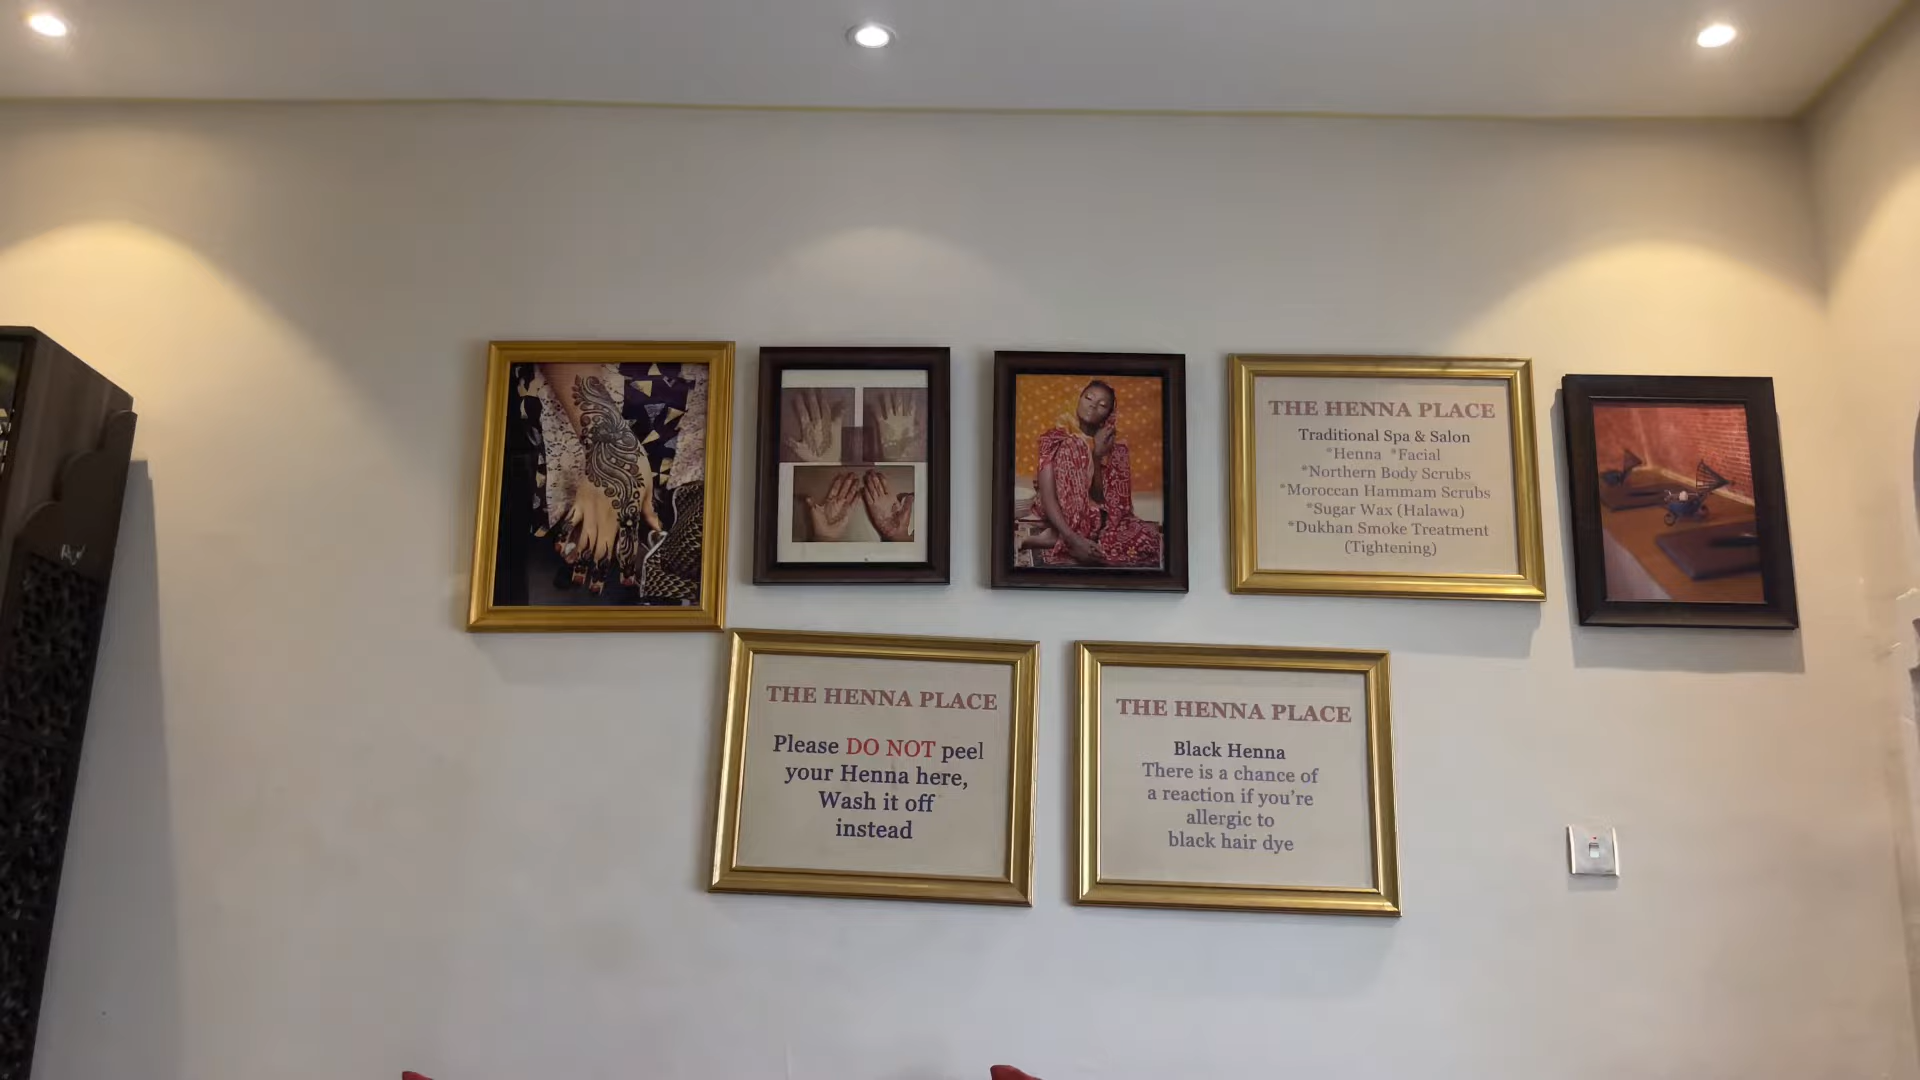 THE HENNA PLACE
Traditional Spa & Salon
*Henna *Facial
*Northern Body Scrubs
*Moroccan Hammam Scrubs
*Sugar Wax (Halawa)
*Dukhan Smoke Treatment
(Tightening)
THE HENNA PLACE
Please DO NOT peel
your Henna here,
Wash it off
instead
THE HENNA PLACE
Black Henna
There is a chance of
a reaction if you're
allergic to
black hair dye